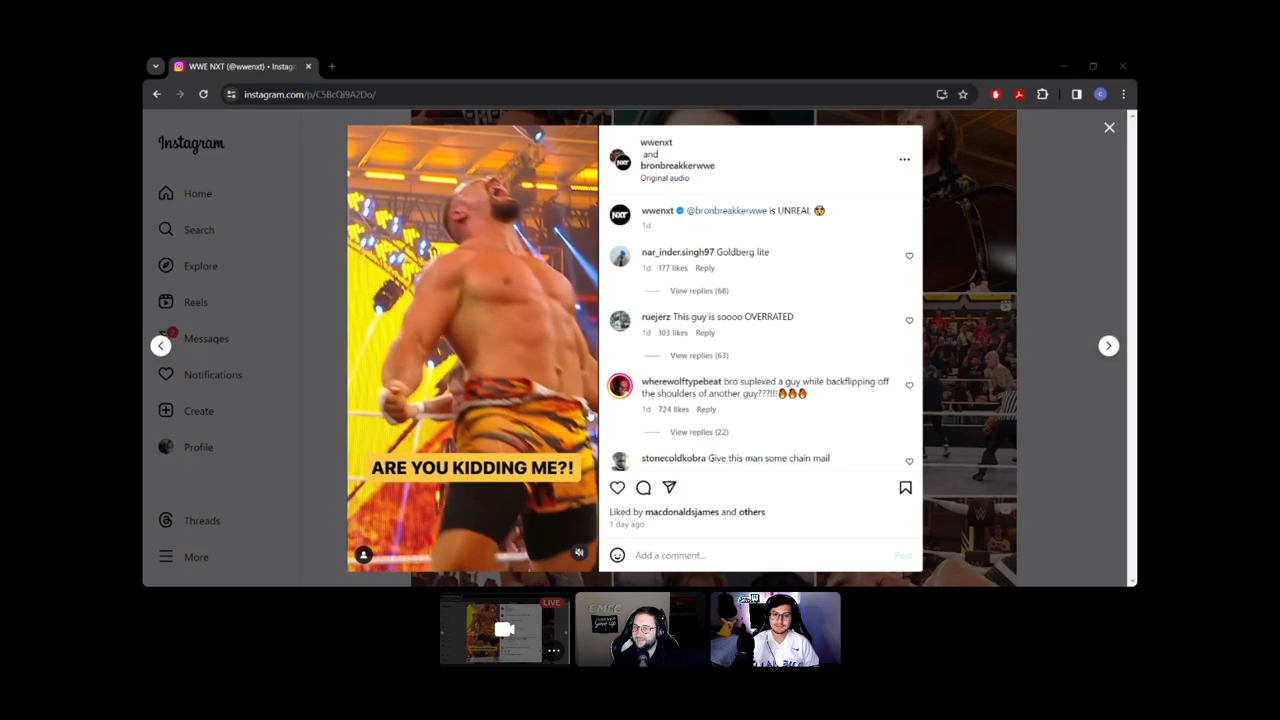 WWE NXT (@wwenxt) • Instag
instagram.com/p/C5BcQi9A2Do/
Instagram
Home
Search
Explore
Reels
Messages
Notifications
Create
Profile
Threads
More
ARE YOU KIDDING ME?!
wwenxt
and
bronbreakkerwwe
Original audio
NXT
wwenxt @bronbreakkerwwe is UNREAL
1d
nar_inder.singh97 Goldberg lite
1d 177 likes Reply
View replies (68)
ruejerz This guy is soooo OVERRATED
1d 103 likes Reply
View replies (63)
wherewolftypebeat bro suplexed a guy while backflipping off
the shoulders of another guy???!!!🔥🔥🔥
1d 724 likes Reply
View replies (22)
stonecoldkobra Give this man some chain mail
Liked by macdonaldsjames and others
1 day ago
Add a comment...
Post
LIVE